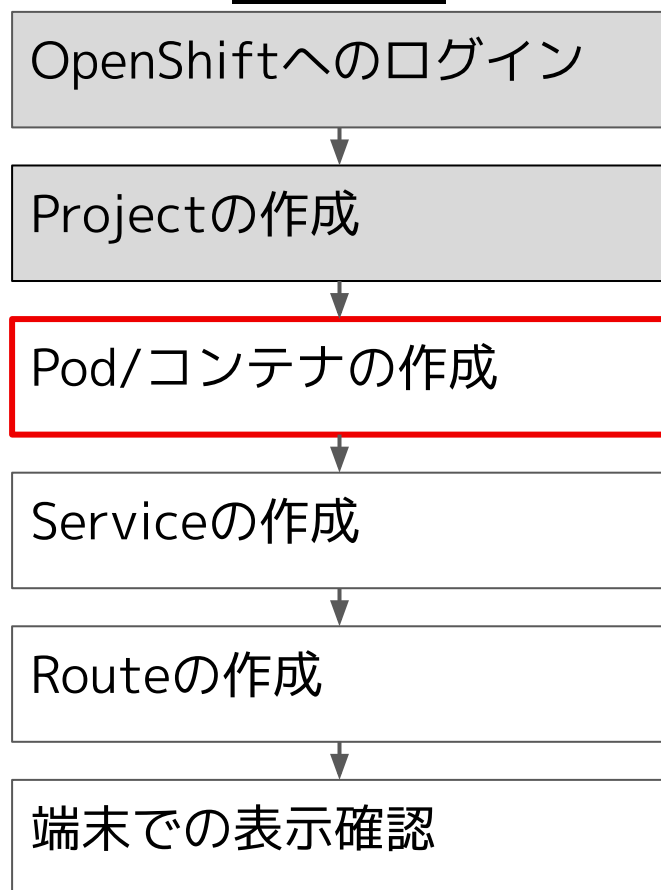 OpenShiftへのログイン
Projectの作成
Pod/コンテナの作成
Serviceの作成
Routeの作成
端末での表示確認